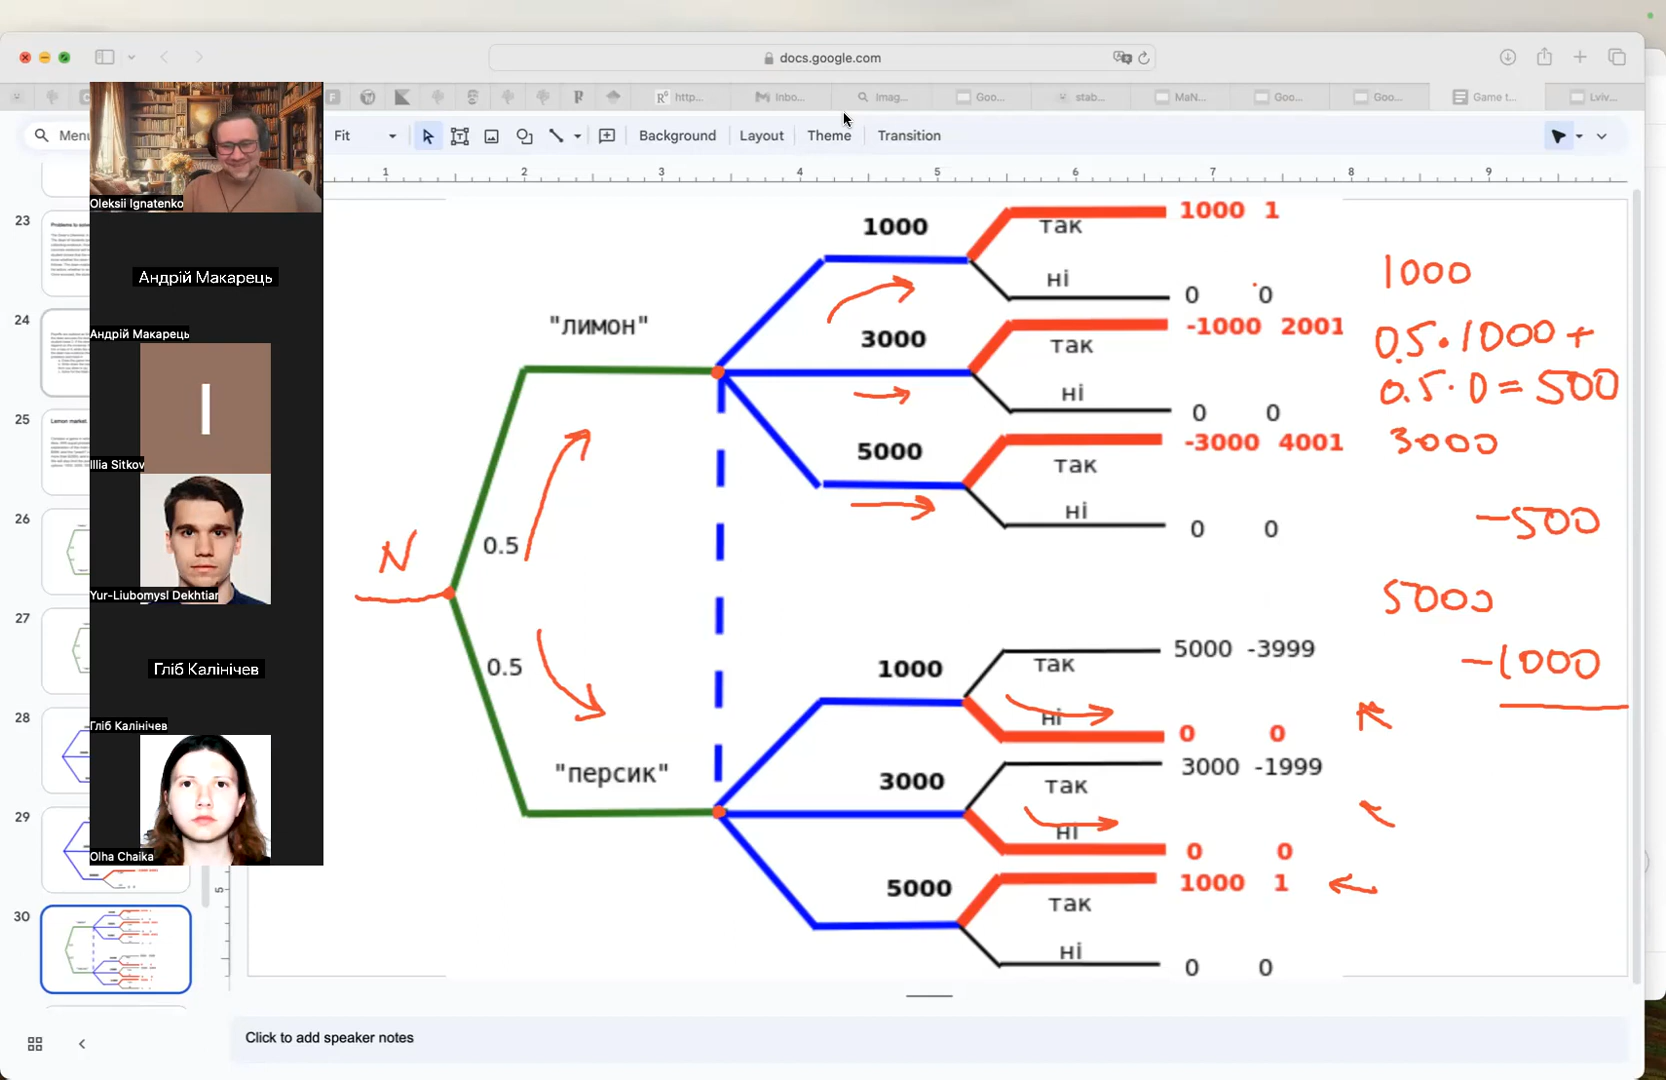 docs.google.com
http...
Inbo...
Imag...
Goo...
stab...
MaN...
Goo...
Goo...
Game t...
Lviv...
Menu
Fit
Background
Layout
Theme
Transition
1 2 3 4 5 6 7 8 9
Oleksii Ignatenko
Андрій Макарець
Андрій Макарець
I
Illia Sitkov
Yur-Liubomysl Dekhtiar
Гліб Калінічев
Гліб Калінічев
Olha Chaika
23
Problems to solve
24
25
Lemon market.
26
27
28
29
30
5
N
0.5
0.5
"лимон"
"персик"
1000
так
1000 1
ні
0 0
3000
так
-1000 2001
ні
0 0
5000
так
-3000 4001
ні
0 0
1000
так
5000 -3999
ні
0 0
3000
так
3000 -1999
ні
0 0
5000
так
1000 1
ні
0 0
1000
0.5·1000+
0.5·0=500
3000
-500
5000
-1000
Click to add speaker notes